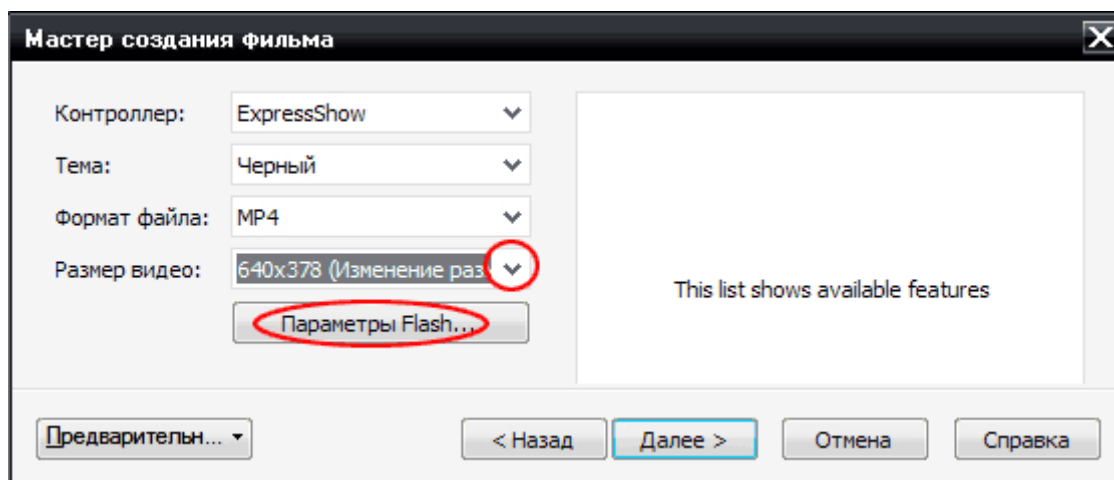 Мастер создания фильма
Контроллер: ExpressShow
Тема: Черный
Формат файла: MP4
Размер видео: 640x378 (Изменение раз
This list shows available features
Параметры Flash...
Предварительн... < Назад Далее > Отмена Справка